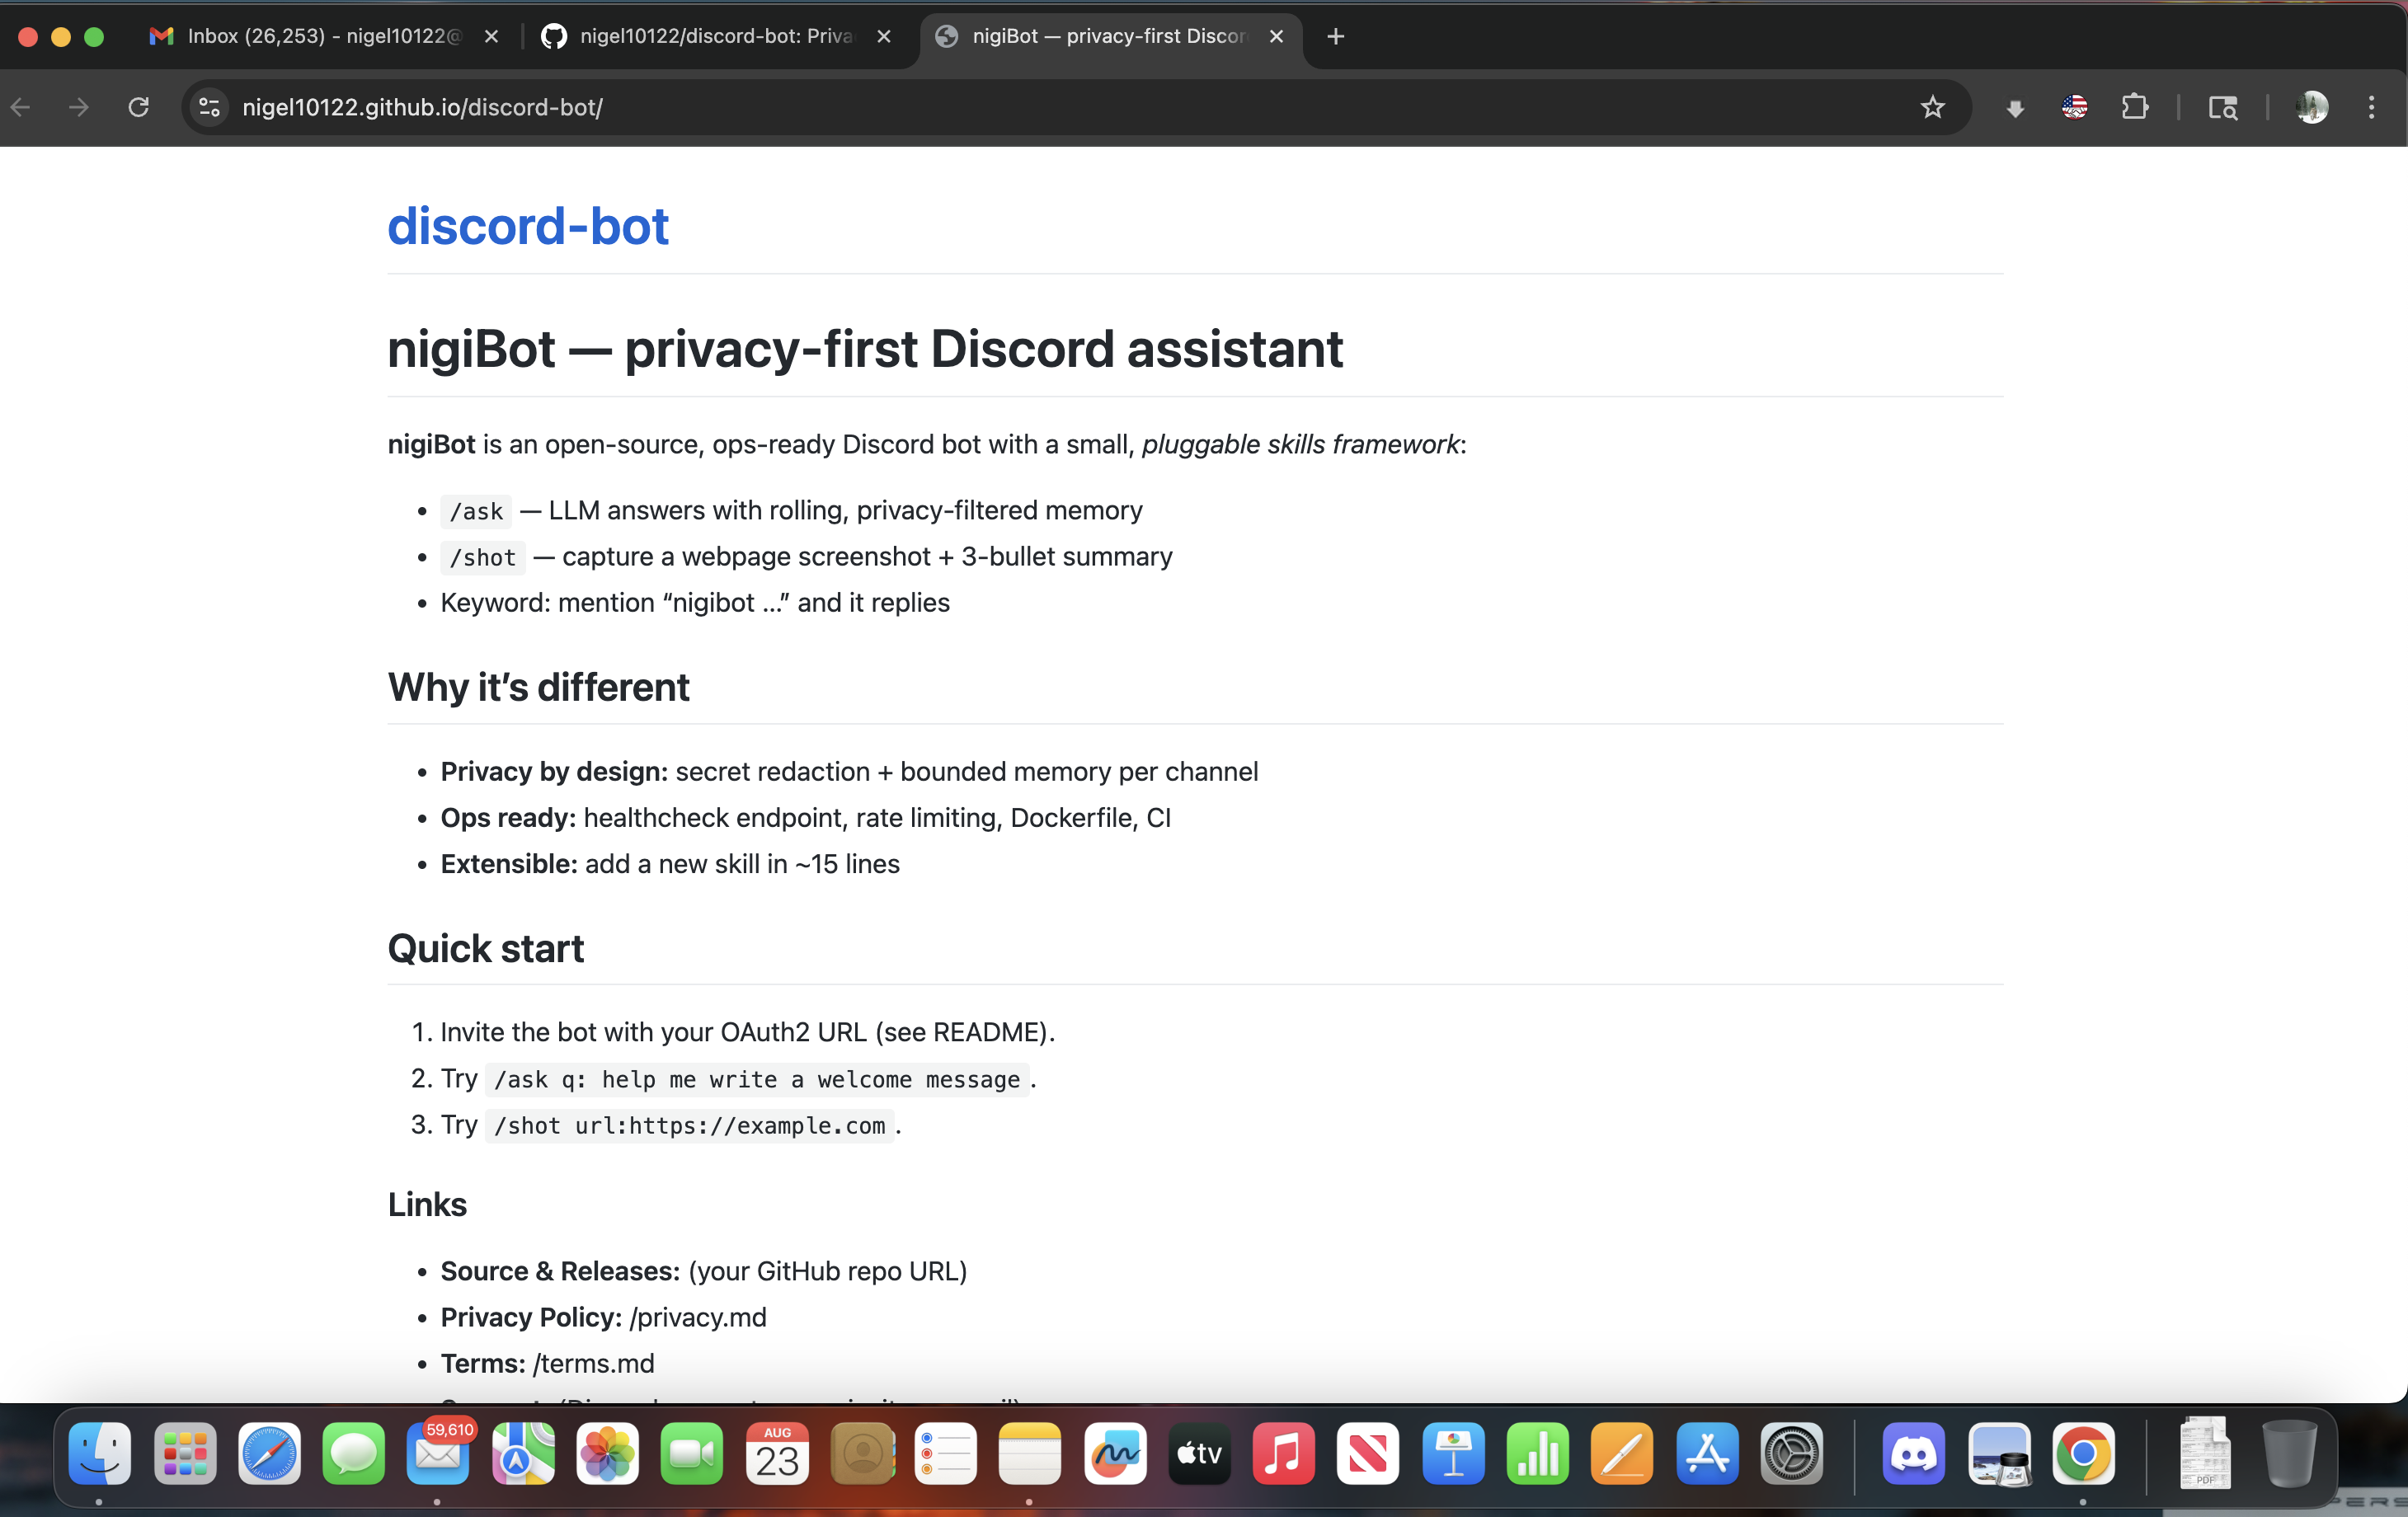 Inbox (26,253) - nigel10122@
nigel10122/discord-bot: Priva
nigiBot — privacy-first Discor
nigel10122.github.io/discord-bot/
discord-bot
nigiBot — privacy-first Discord assistant
nigiBot is an open-source, ops-ready Discord bot with a small, pluggable skills framework:
• /ask — LLM answers with rolling, privacy-filtered memory
• /shot — capture a webpage screenshot + 3-bullet summary
• Keyword: mention “nigibot …” and it replies
Why it’s different
• Privacy by design: secret redaction + bounded memory per channel
• Ops ready: healthcheck endpoint, rate limiting, Dockerfile, CI
• Extensible: add a new skill in ~15 lines
Quick start
1. Invite the bot with your OAuth2 URL (see README).
2. Try /ask q: help me write a welcome message.
3. Try /shot url:https://example.com.
Links
• Source & Releases: (your GitHub repo URL)
• Privacy Policy: /privacy.md
• Terms: /terms.md
59,610
AUG
23
tv
PDF